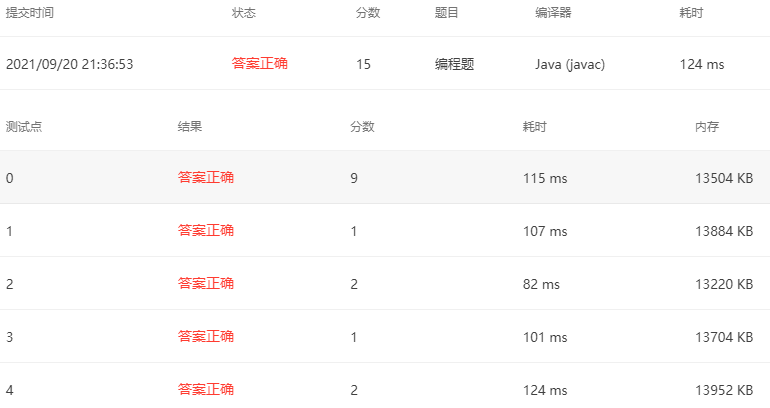 提交时间 状态 分数 题目 编译器 耗时
2021/09/20 21:36:53 答案正确 15 编程题 Java (javac) 124 ms
测试点 结果 分数 耗时 内存
0 答案正确 9 115 ms 13504 KB
1 答案正确 1 107 ms 13884 KB
2 答案正确 2 82 ms 13220 KB
3 答案正确 1 101 ms 13704 KB
4 答案正确 2 124 ms 13952 KB